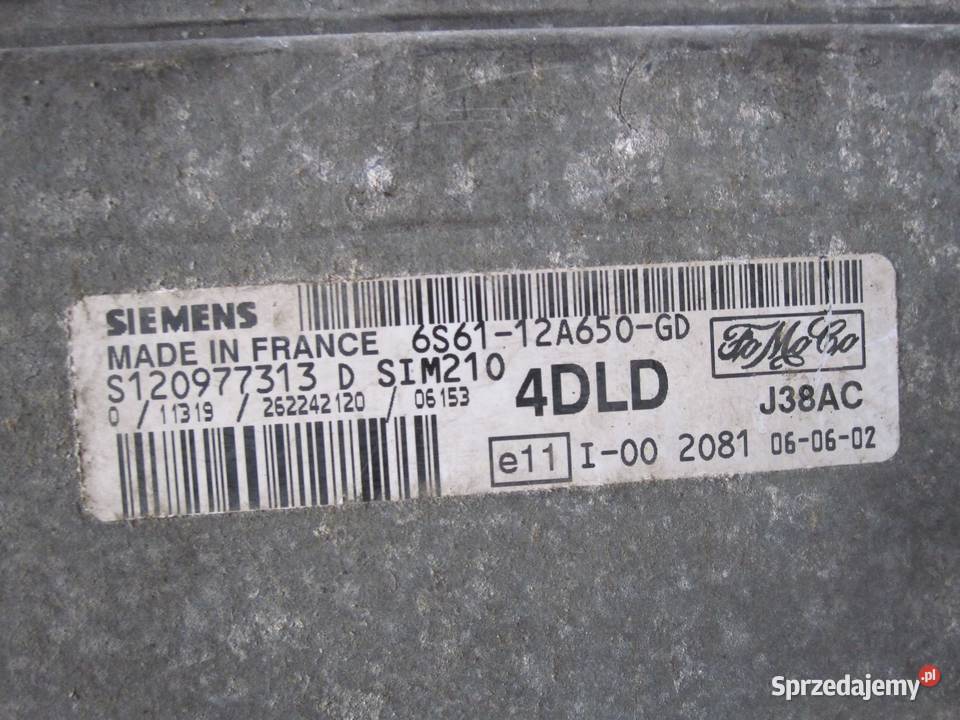 SIEMENS
MADE IN FRANCE 6S61-12A650-GD
FoMoCo
S120977313 D SIM210
4DLD
J38AC
0 / 11319 / 262242120 / 06153
e11 I-00 2081 06-06-02
Sprzedajemy.pl